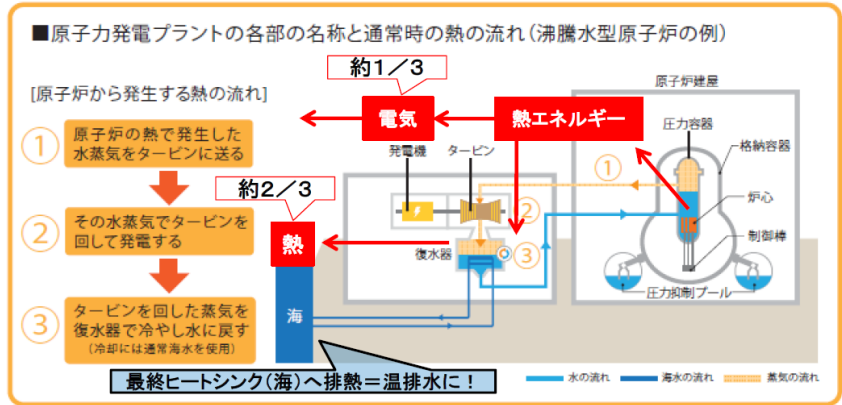 ■原子力発電プラントの各部の名称と通常時の熱の流れ（沸騰水型原子炉の例）
約1／3
原子炉建屋
[原子炉から発生する熱の流れ]
電気
熱エネルギー
圧力容器
①
原子炉の熱で発生した
水蒸気をタービンに送る
発電機
タービン
①
格納容器
約2／3
炉心
②
その水蒸気でタービンを
回して発電する
熱
②
復水器
③
制御棒
圧力抑制プール
海
③
タービンを回した蒸気を
復水器で冷やし水に戻す
（冷却には通常海水を使用）
最終ヒートシンク（海）へ排熱＝温排水に！
水の流れ
海水の流れ
蒸気の流れ